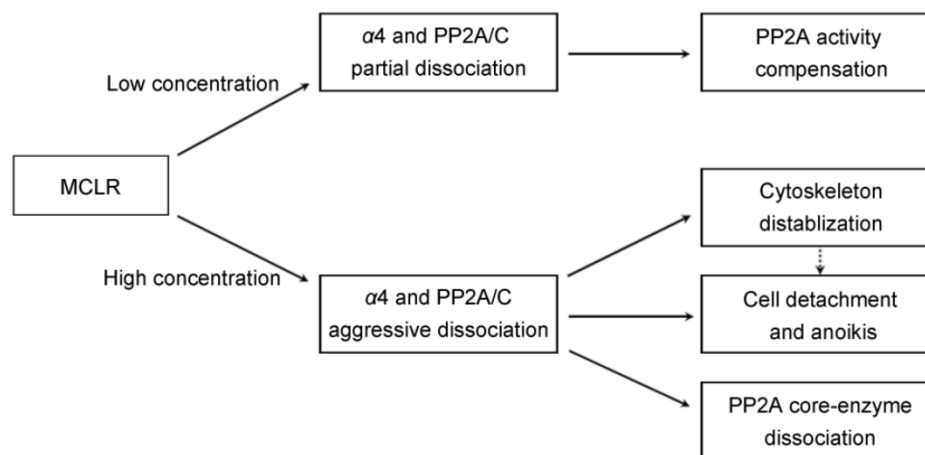 α4 and PP2A/C
partial dissociation
PP2A activity
compensation
Low concentration
MCLR
High concentration
Cytoskeleton
distablization
α4 and PP2A/C
aggressive dissociation
Cell detachment
and anoikis
PP2A core-enzyme
dissociation